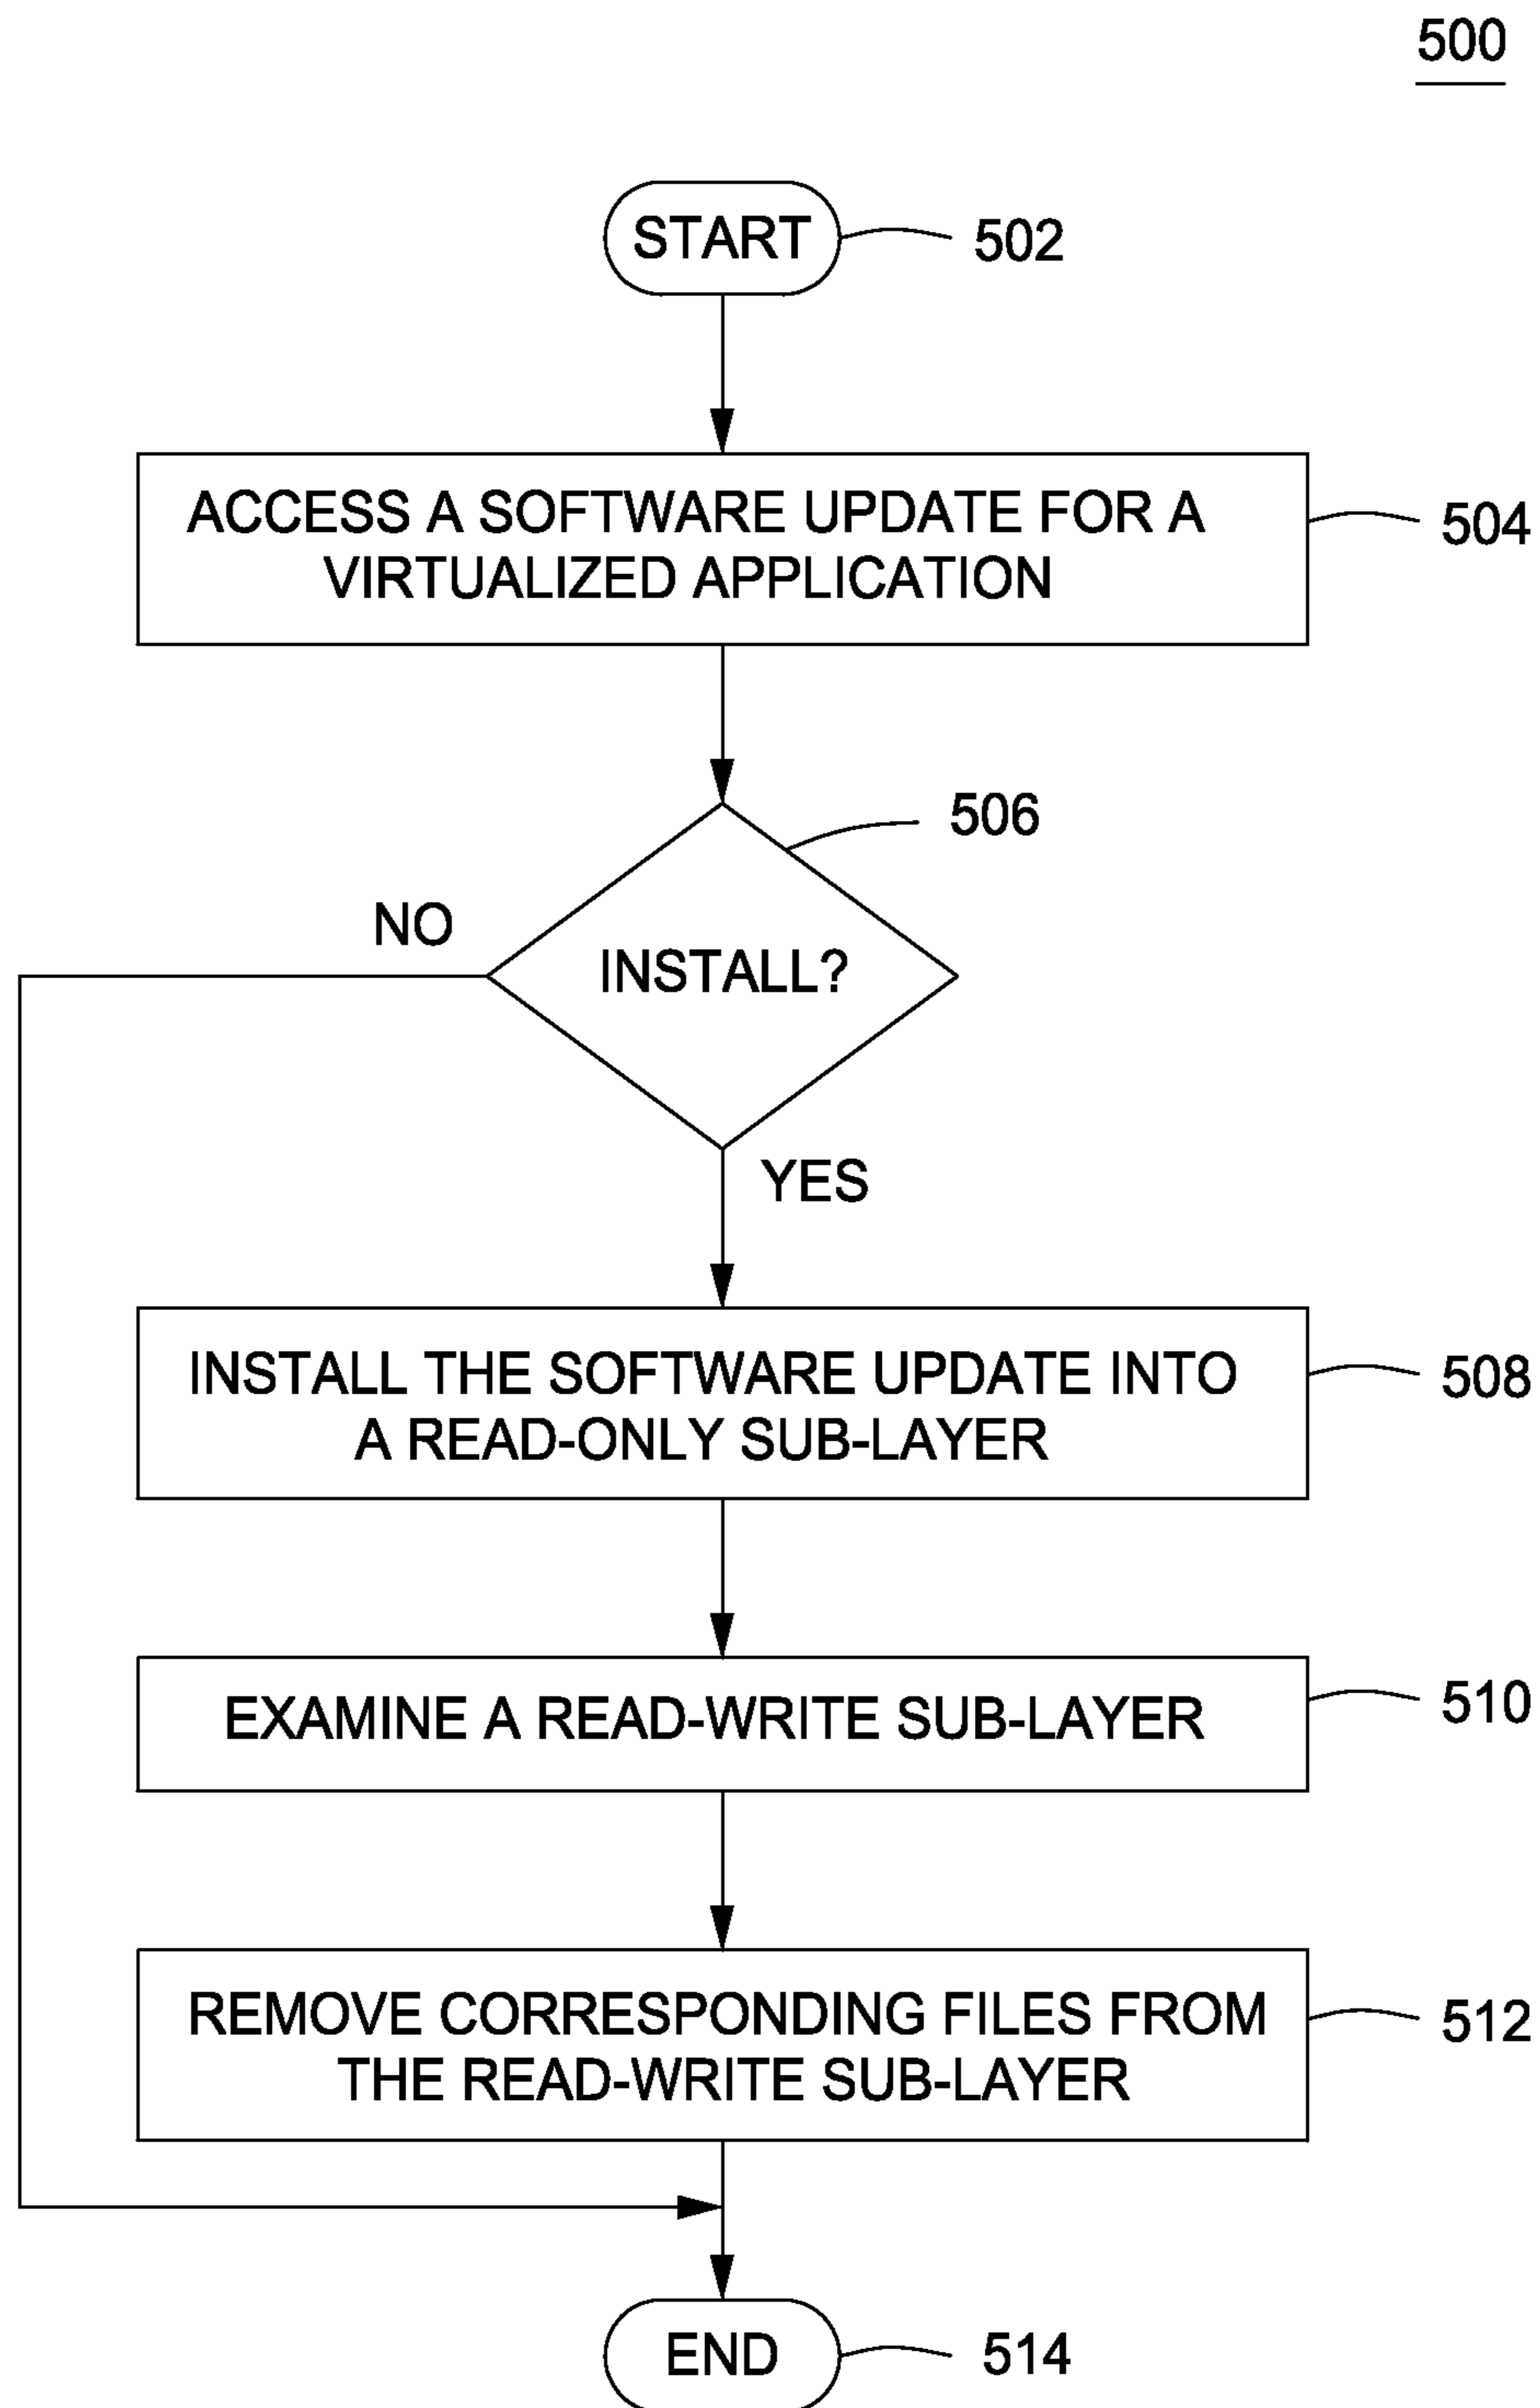 500
START
502
ACCESS A SOFTWARE UPDATE FOR A
VIRTUALIZED APPLICATION
504
506
NO
INSTALL?
YES
INSTALL THE SOFTWARE UPDATE INTO
A READ-ONLY SUB-LAYER
508
EXAMINE A READ-WRITE SUB-LAYER
510
REMOVE CORRESPONDING FILES FROM
THE READ-WRITE SUB-LAYER
512
END
514